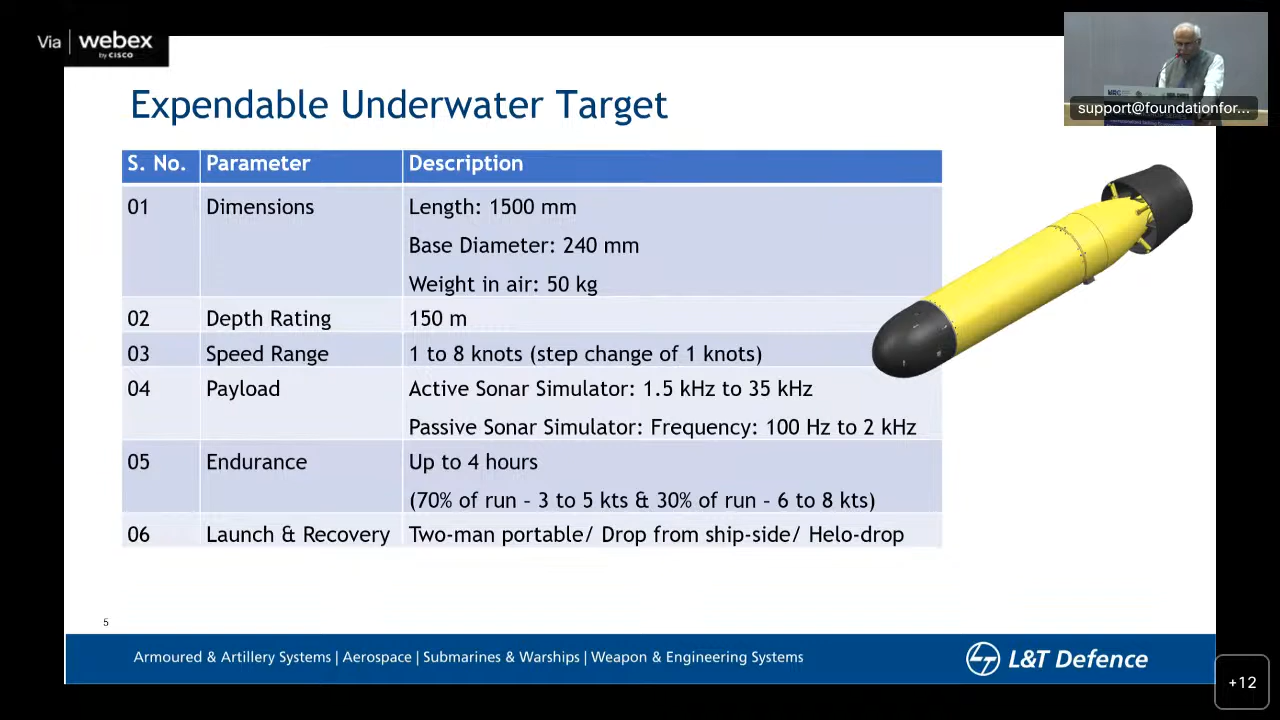 Via | webex
by CISCO
support@foundationfor...
Expendable Underwater Target
S. No. Parameter Description
01 Dimensions Length: 1500 mm
Base Diameter: 240 mm
Weight in air: 50 kg
02 Depth Rating 150 m
03 Speed Range 1 to 8 knots (step change of 1 knots)
04 Payload Active Sonar Simulator: 1.5 kHz to 35 kHz
Passive Sonar Simulator: Frequency: 100 Hz to 2 kHz
05 Endurance Up to 4 hours
(70% of run – 3 to 5 kts & 30% of run – 6 to 8 kts)
06 Launch & Recovery Two-man portable/ Drop from ship-side/ Helo-drop
5
Armoured & Artillery Systems | Aerospace | Submarines & Warships | Weapon & Engineering Systems
L&T Defence
+12